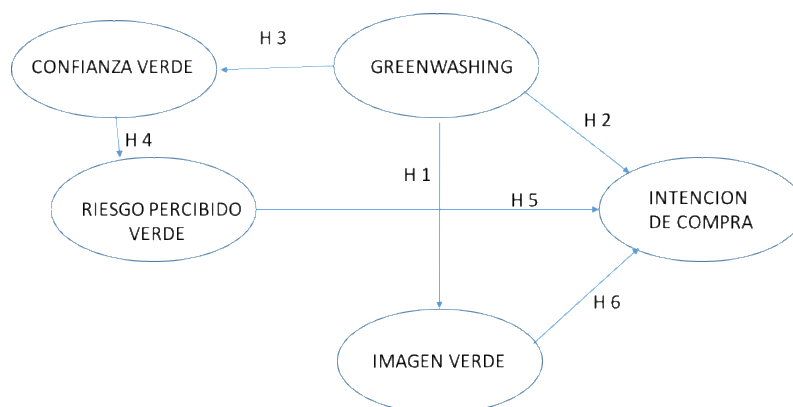 H 3
CONFIANZA VERDE
GREENWASHING
H 2
H 4
H 1
RIESGO PERCIBIDO
VERDE
H 5
INTENCION
DE COMPRA
H 6
IMAGEN VERDE